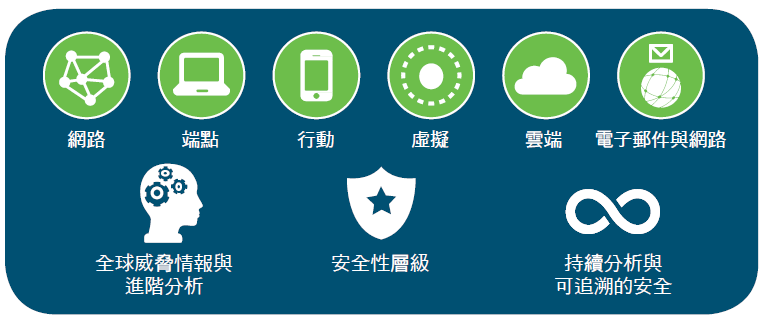 網路
端點
行動
虛擬
雲端
電子郵件與網路
全球威脅情報與
進階分析
安全性層級
持續分析與
可追溯的安全